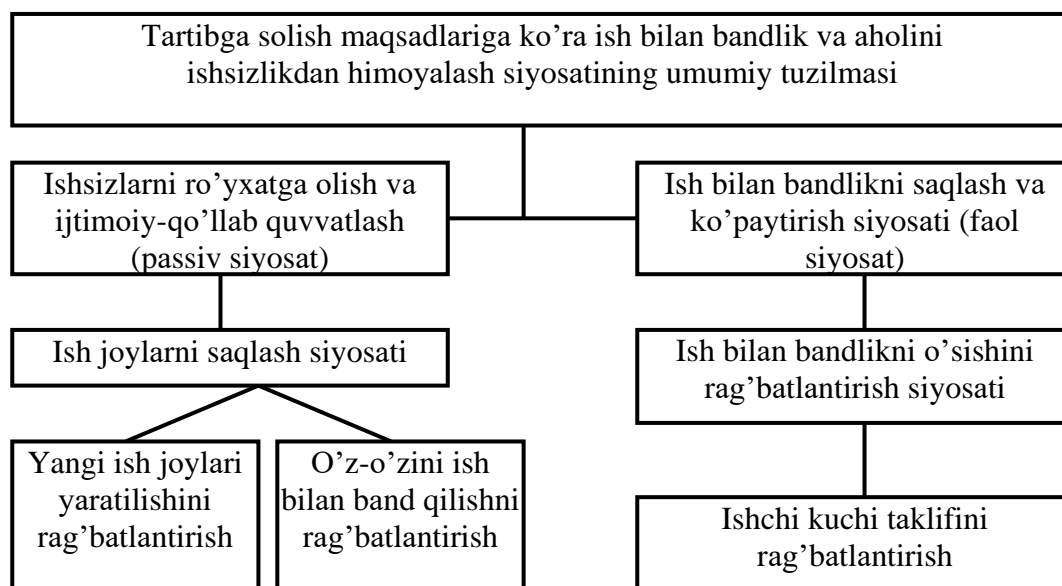 Tartibga solish maqsadlariga ko’ra ish bilan bandlik va aholini
ishsizlikdan himoyalash siyosatining umumiy tuzilmasi
Ishsizlarni ro’yxatga olish va
ijtimoiy-qo’llab quvvatlash
(passiv siyosat)
Ish bilan bandlikni saqlash va
ko’paytirish siyosati (faol
siyosat)
Ish joylarni saqlash siyosati
Ish bilan bandlikni o’sishini
rag’batlantirish siyosati
Yangi ish joylari
yaratilishini
rag’batlantirish
O’z-o’zini ish
bilan band qilishni
rag’batlantirish
Ishchi kuchi taklifini
rag’batlantirish